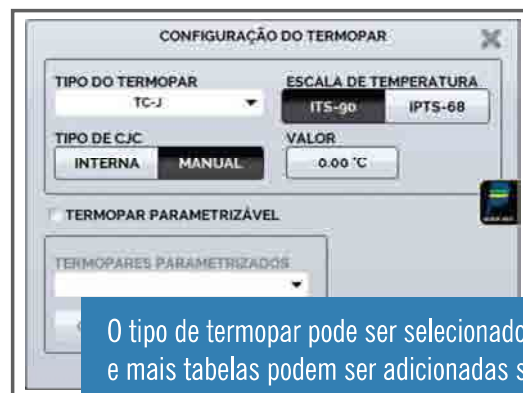 CONFIGURAÇÃO DO TERMOPAR
TIPO DO TERMOPAR ESCALA DE TEMPERATURA
TC-J ITS-90 IPTS-68
TIPO DE CJC VALOR
INTERNA MANUAL 0.00 °C
TERMOPAR PARAMETRIZÁVEL
TERMOPARES PARAMETRIZADOS
O tipo de termopar pode ser selecionado
e mais tabelas podem ser adicionadas s